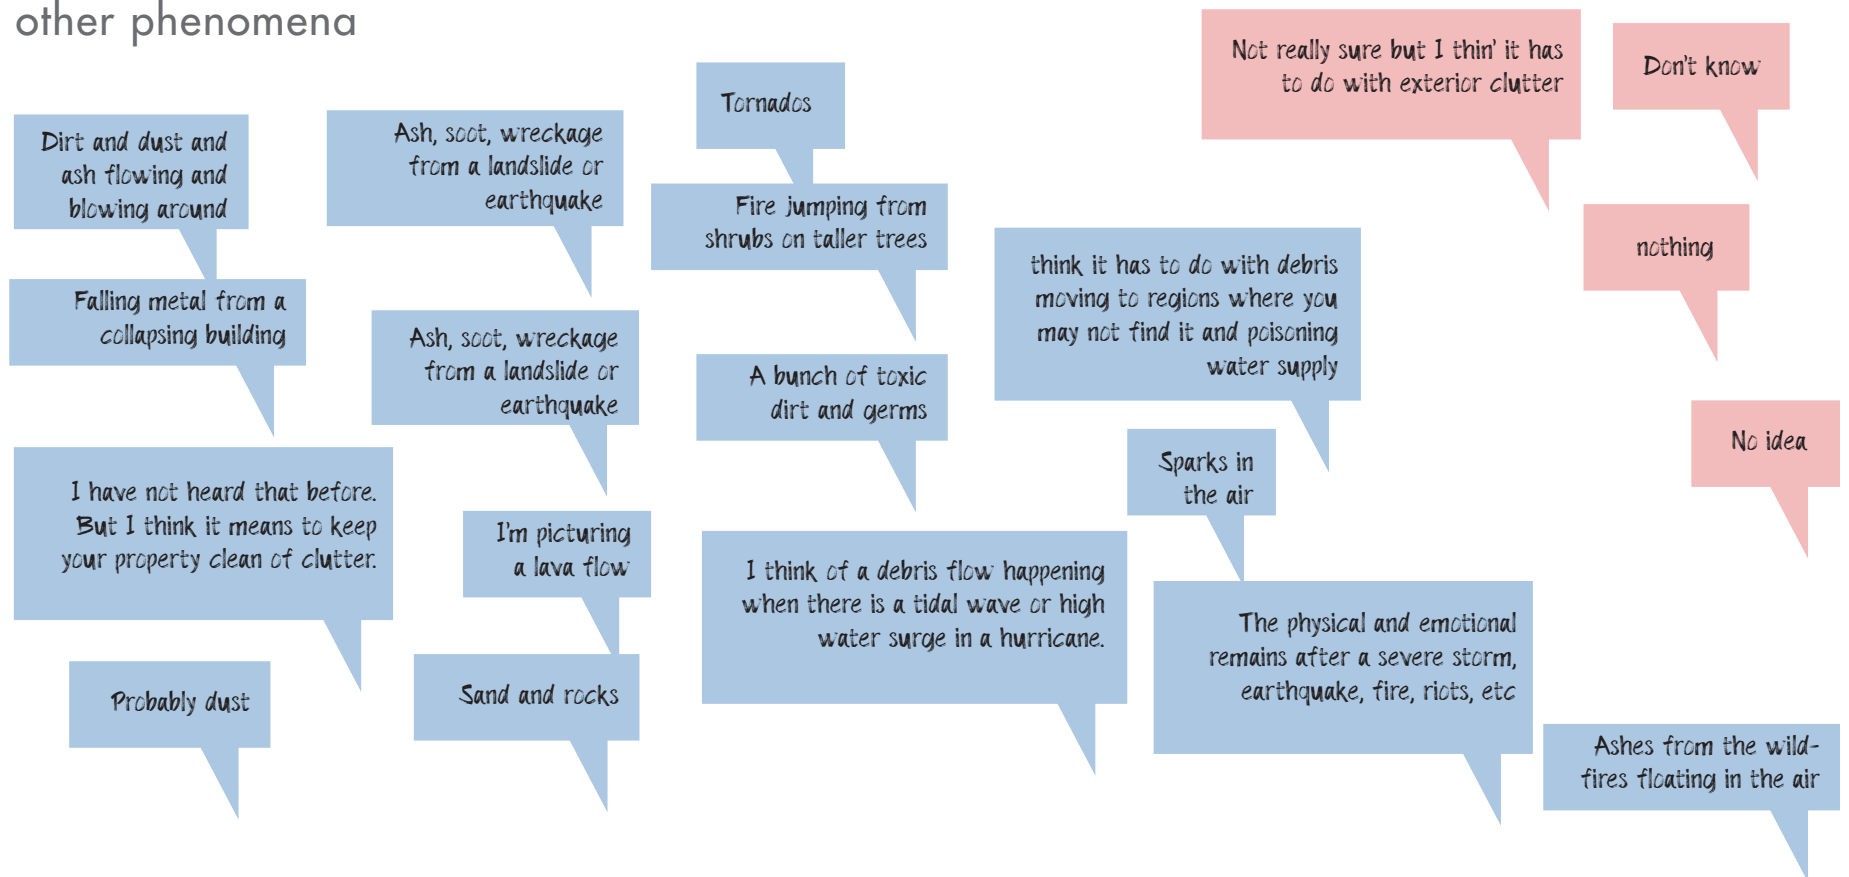 other phenomena
Dirt and dust and
ash flowing and
blowing around
Falling metal from a
collapsing building
I have not heard that before.
But I think it means to keep
your property clean of clutter.
Probably dust
Ash, soot, wreckage
from a landslide or
earthquake
Ash, soot, wreckage
from a landslide or
earthquake
I'm picturing
a lava flow
Sand and rocks
Tornados
Fire jumping from
shrubs on taller trees
A bunch of toxic
dirt and germs
I think of a debris flow happening
when there is a tidal wave or high
water surge in a hurricane.
think it has to do with debris
moving to regions where you
may not find it and poisoning
water supply
Sparks in
the air
The physical and emotional
remains after a severe storm,
earthquake, fire, riots, etc
Ashes from the wild-
fires floating in the air
Not really sure but I thin' it has
to do with exterior clutter
Don't know
nothing
No idea